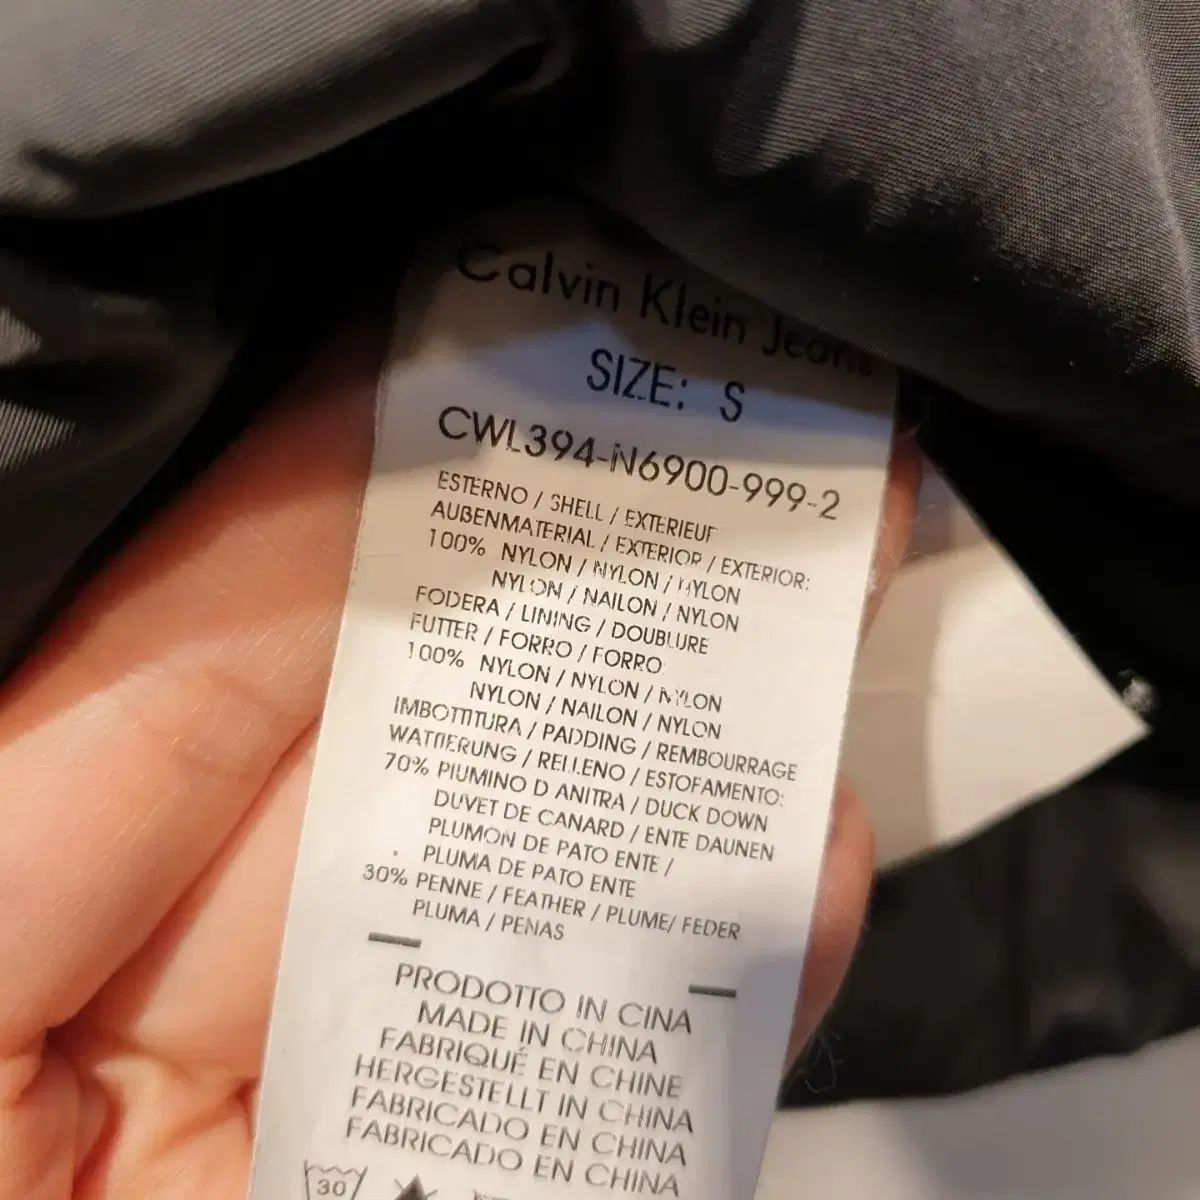 Calvin Klein Jeans
SIZE: S
CWL394-N6900-999-2
ESTERNO / SHELL / EXTERIEUR
AUßENMATERIAL / EXTERIOR / EXTERIOR:
100% NYLON / NYLON / NYLON
NYLON / NAILON / NYLON
FODERA / LINING / DOUBLURE
FUTTER / FORRO / FORRO
100% NYLON / NYLON / NYLON
NYLON / NAILON / NYLON
IMBOTTITURA / PADDING / REMBOURRAGE
WATTIERUNG / RELLENO / ESTOFAMENTO:
70% PIUMINO D ANITRA / DUCK DOWN
DUVET DE CANARD / ENTE DAUNEN
PLUMON DE PATO ENTE /
PLUMA DE PATO ENTE
30% PENNE / FEATHER / PLUME/ FEDER
PLUMA / PENAS
PRODOTTO IN CINA
MADE IN CHINA
FABRIQUÉ EN CHINE
HERGESTELLT IN CHINA
FABRICADO EN CHINA
FABRICADO EN CHINA
30